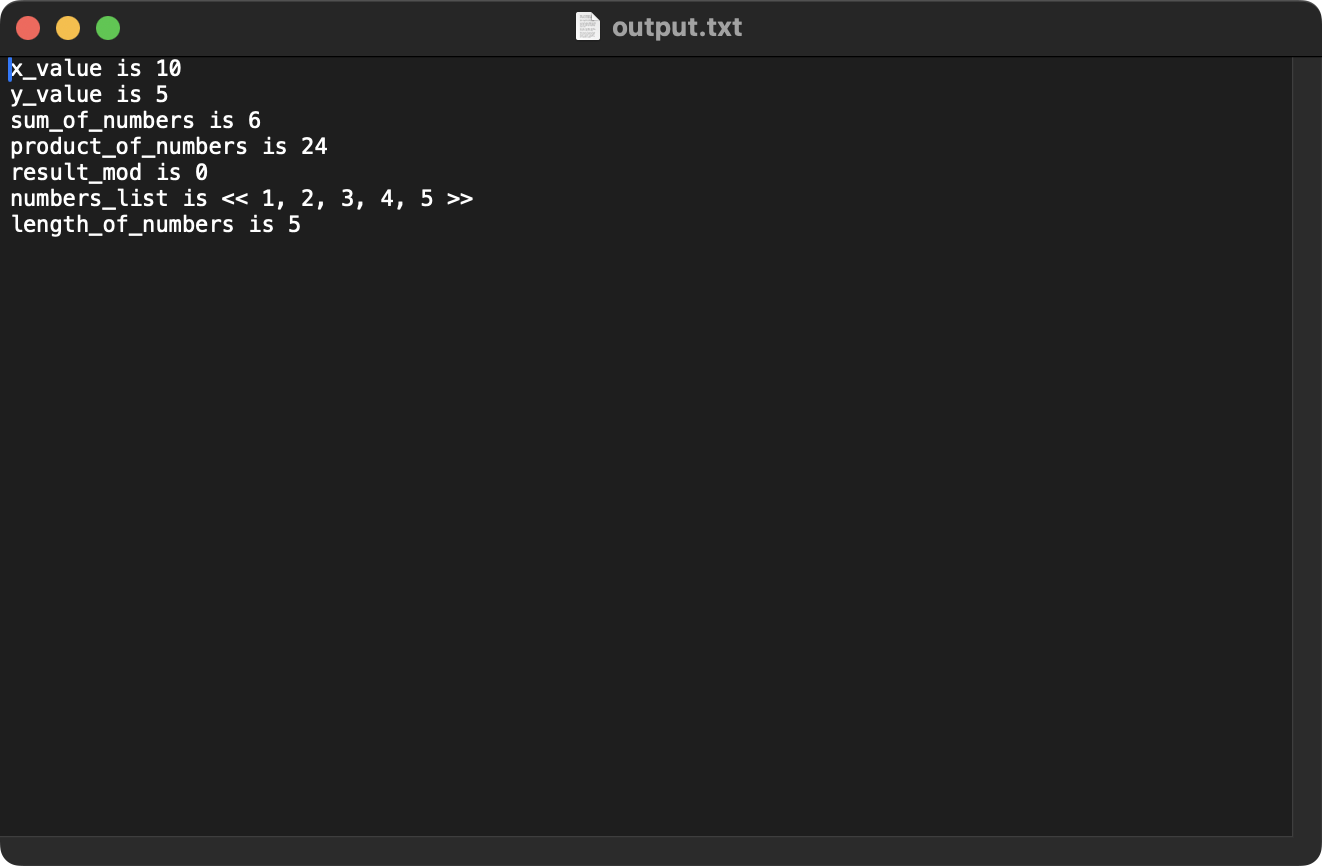 output.txt
x_value is 10
y_value is 5
sum_of_numbers is 6
product_of_numbers is 24
result_mod is 0
numbers_list is << 1, 2, 3, 4, 5 >>
length_of_numbers is 5